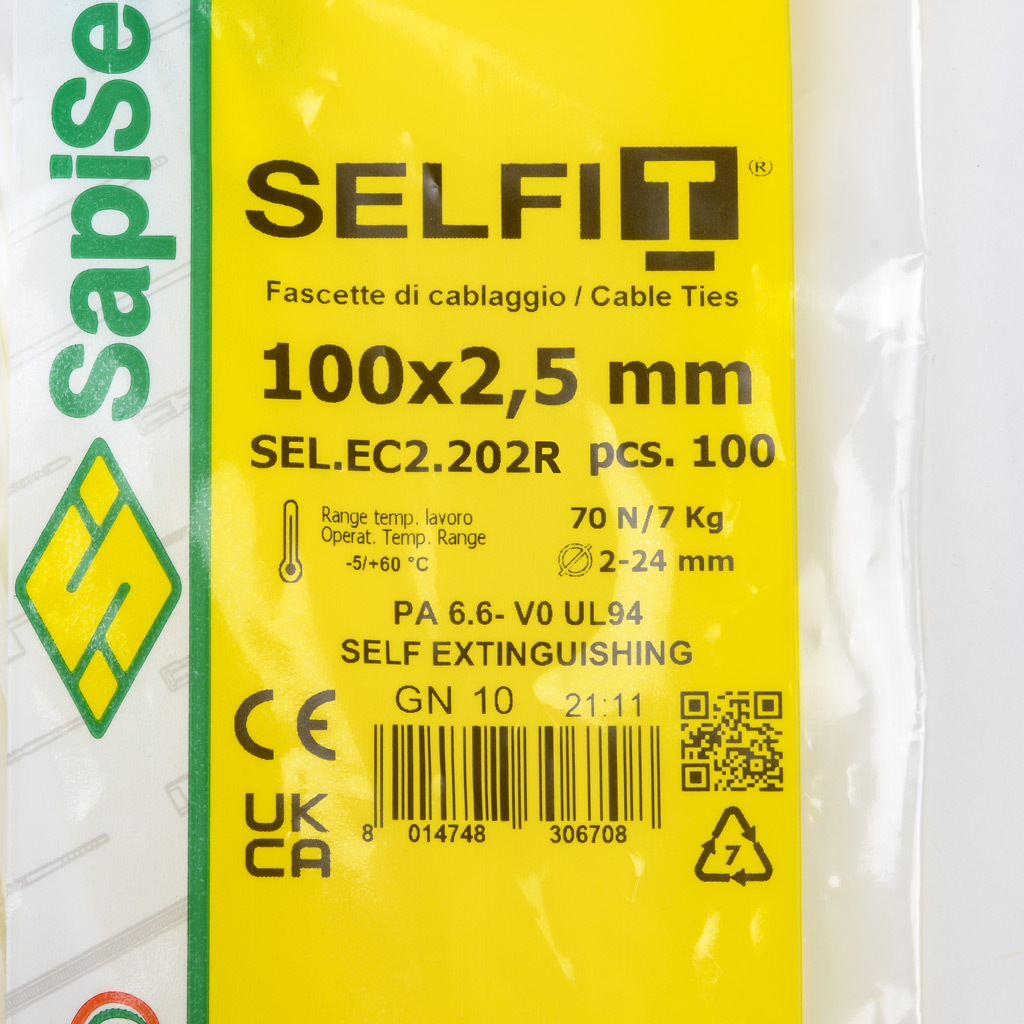 SapiSe
SELFIT®
Fascette di cablaggio / Cable Ties
100x2,5 mm
SEL.EC2.202R pcs. 100
Range temp. lavoro
Operat. Temp. Range
-5/+60 °C
70 N/7 Kg
2-24 mm
PA 6.6- V0 UL94
SELF EXTINGUISHING
GN 10 21:11
CE
UK
CA
8 014748 306708
7